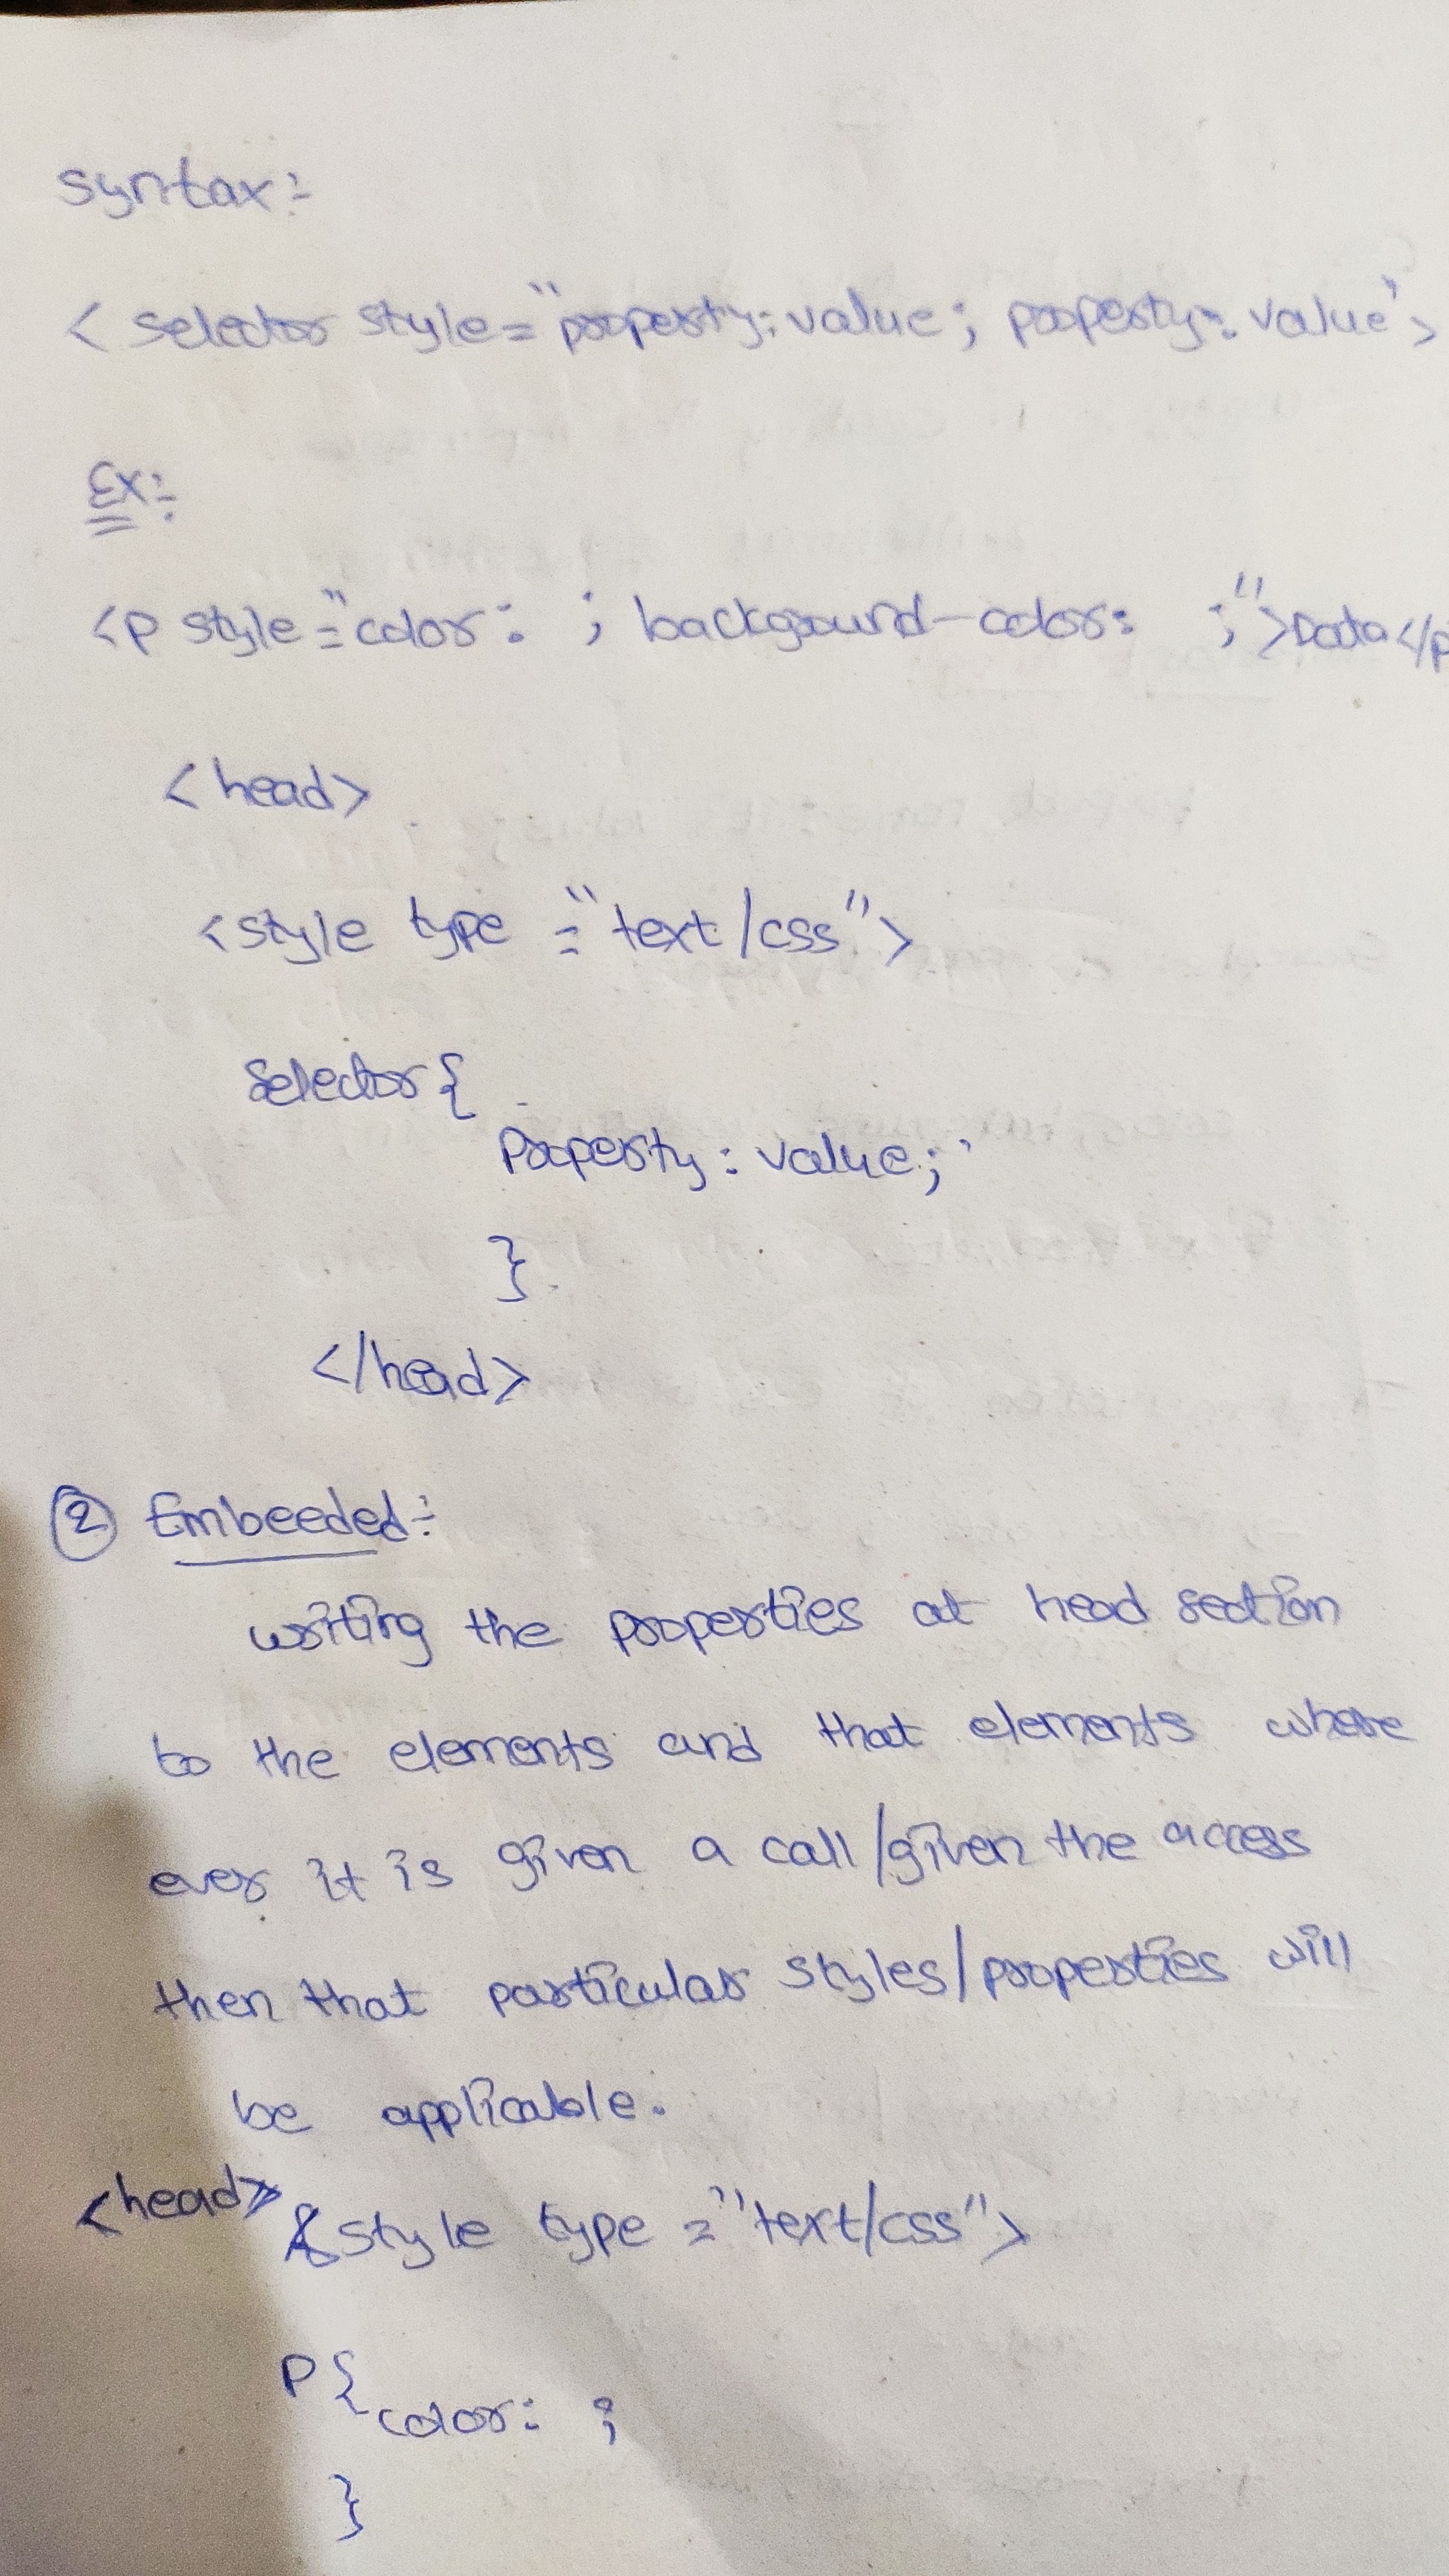 Syntax:-
< selector style="property:value; property:value">
Ex:-
<p style="color: ; background-color: ;">Data</p
<head>
<style type="text/css">
Selector{
Property: value;
}
</head>
② Embeeded:-
writing the properties at head section
to the elements and that elements where
ever it is given a call/given the access
then that particular styles/properties will
be applicable.
<head>
<style type="text/css">
P{
color: ;
}